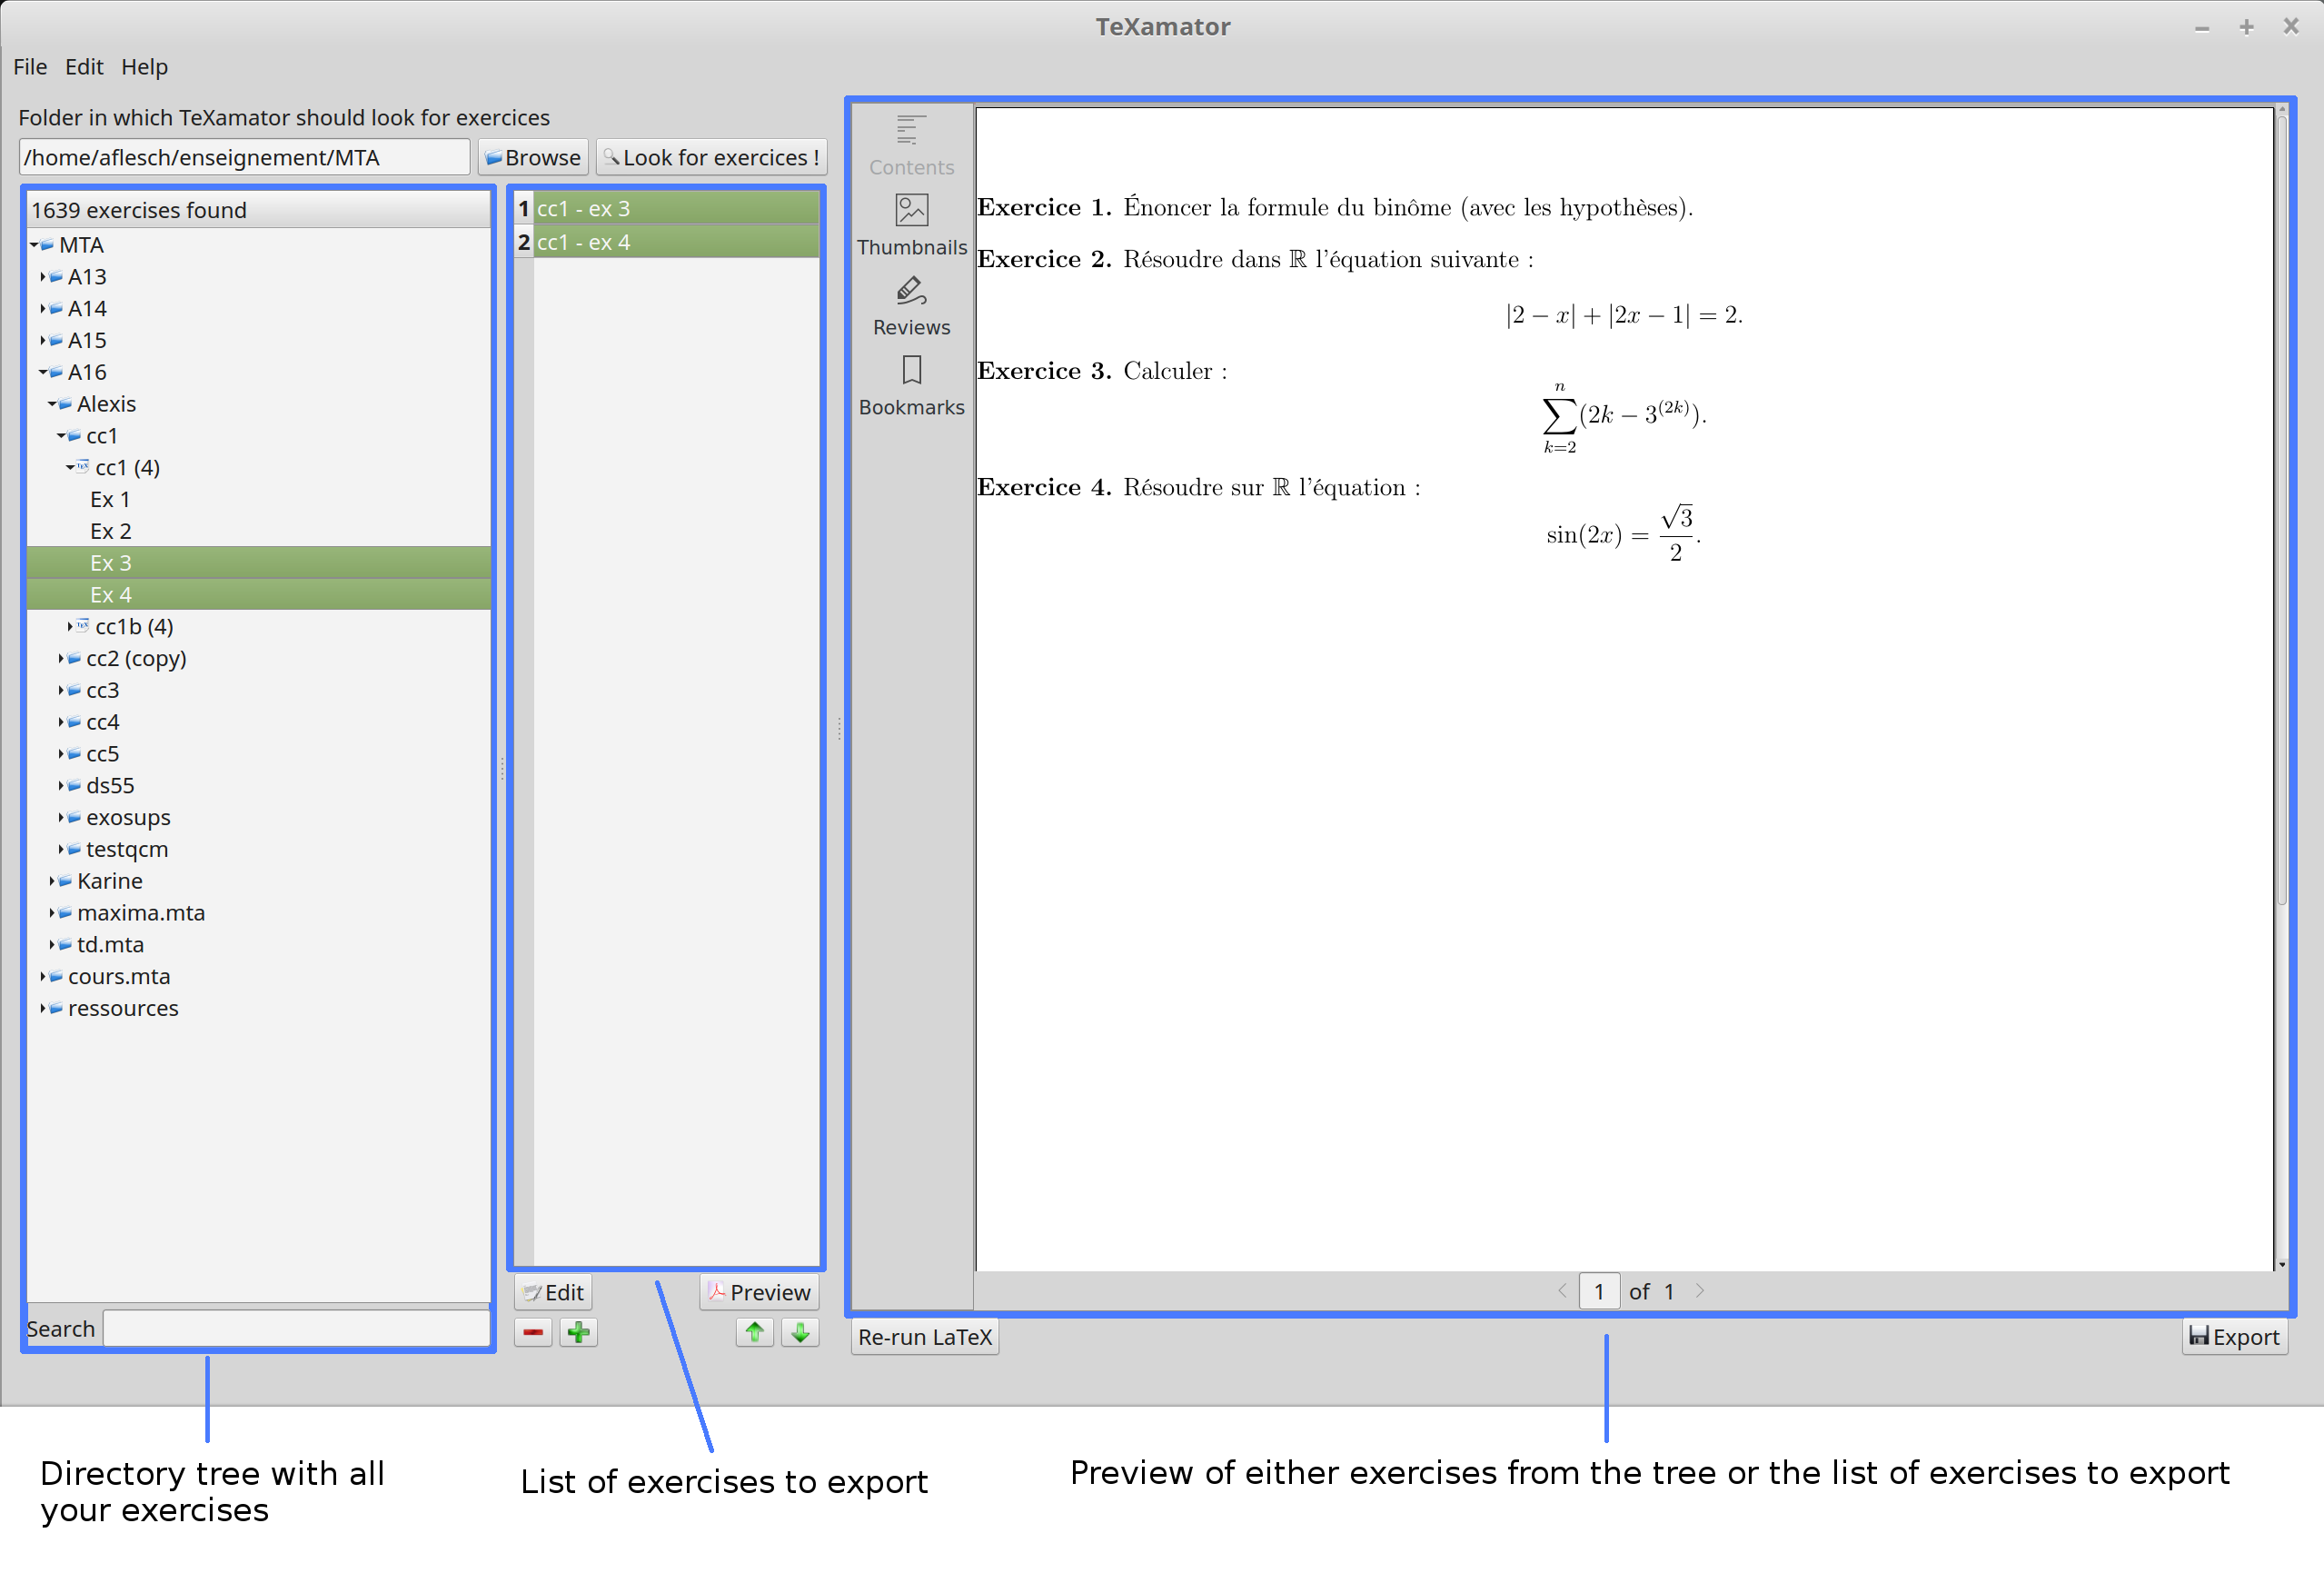 TeXamator
File Edit Help
Folder in which TeXamator should look for exercices
/home/aflesch/enseignement/MTA Browse Look for exercices !
1639 exercises found
MTA
A13
A14
A15
A16
Alexis
cc1
cc1 (4)
Ex 1
Ex 2
Ex 3
Ex 4
cc1b (4)
cc2 (copy)
cc3
cc4
cc5
ds55
exosups
testqcm
Karine
maxima.mta
td.mta
cours.mta
ressources
Search
1 cc1 - ex 3
2 cc1 - ex 4
Edit Preview
Contents
Thumbnails
Reviews
Bookmarks
Exercice 1. Énoncer la formule du binôme (avec les hypothèses).
Exercice 2. Résoudre dans ℝ l'équation suivante :
|2 − x| + |2x − 1| = 2.
Exercice 3. Calculer :
∑_{k=2}^{n} (2k − 3^{(2k)}).
Exercice 4. Résoudre sur ℝ l'équation :
sin(2x) = √3/2.
1 of 1
Re-run LaTeX Export
Directory tree with all
your exercises
List of exercises to export
Preview of either exercises from the tree or the list of exercises to export